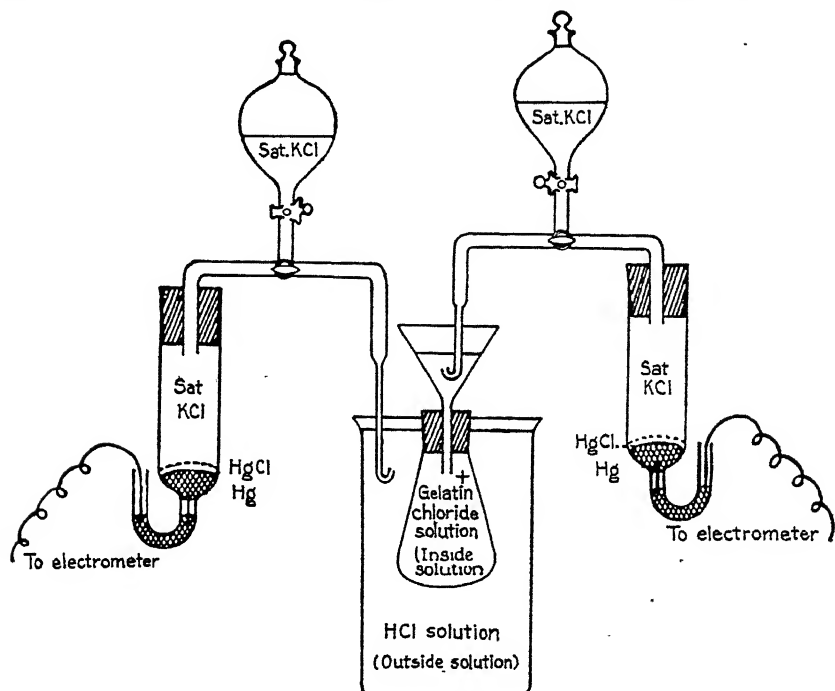 Sat. KCl
Sat. KCl
Sat
KCl
HgCl
Hg
To electrometer
+
Gelatin
chloride
solution
(Inside
solution
HCl solution
(Outside solution)
Sat
KCl
HgCl
Hg
To electrometer